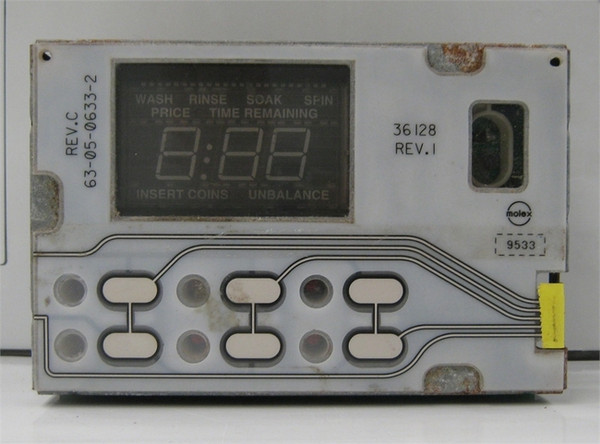 REV.C
63-05-0633-2
WASH RINSE SOAK SPIN
PRICE TIME REMAINING
8:88
INSERT COINS UNBALANCE
36128
REV.1
molex
9533